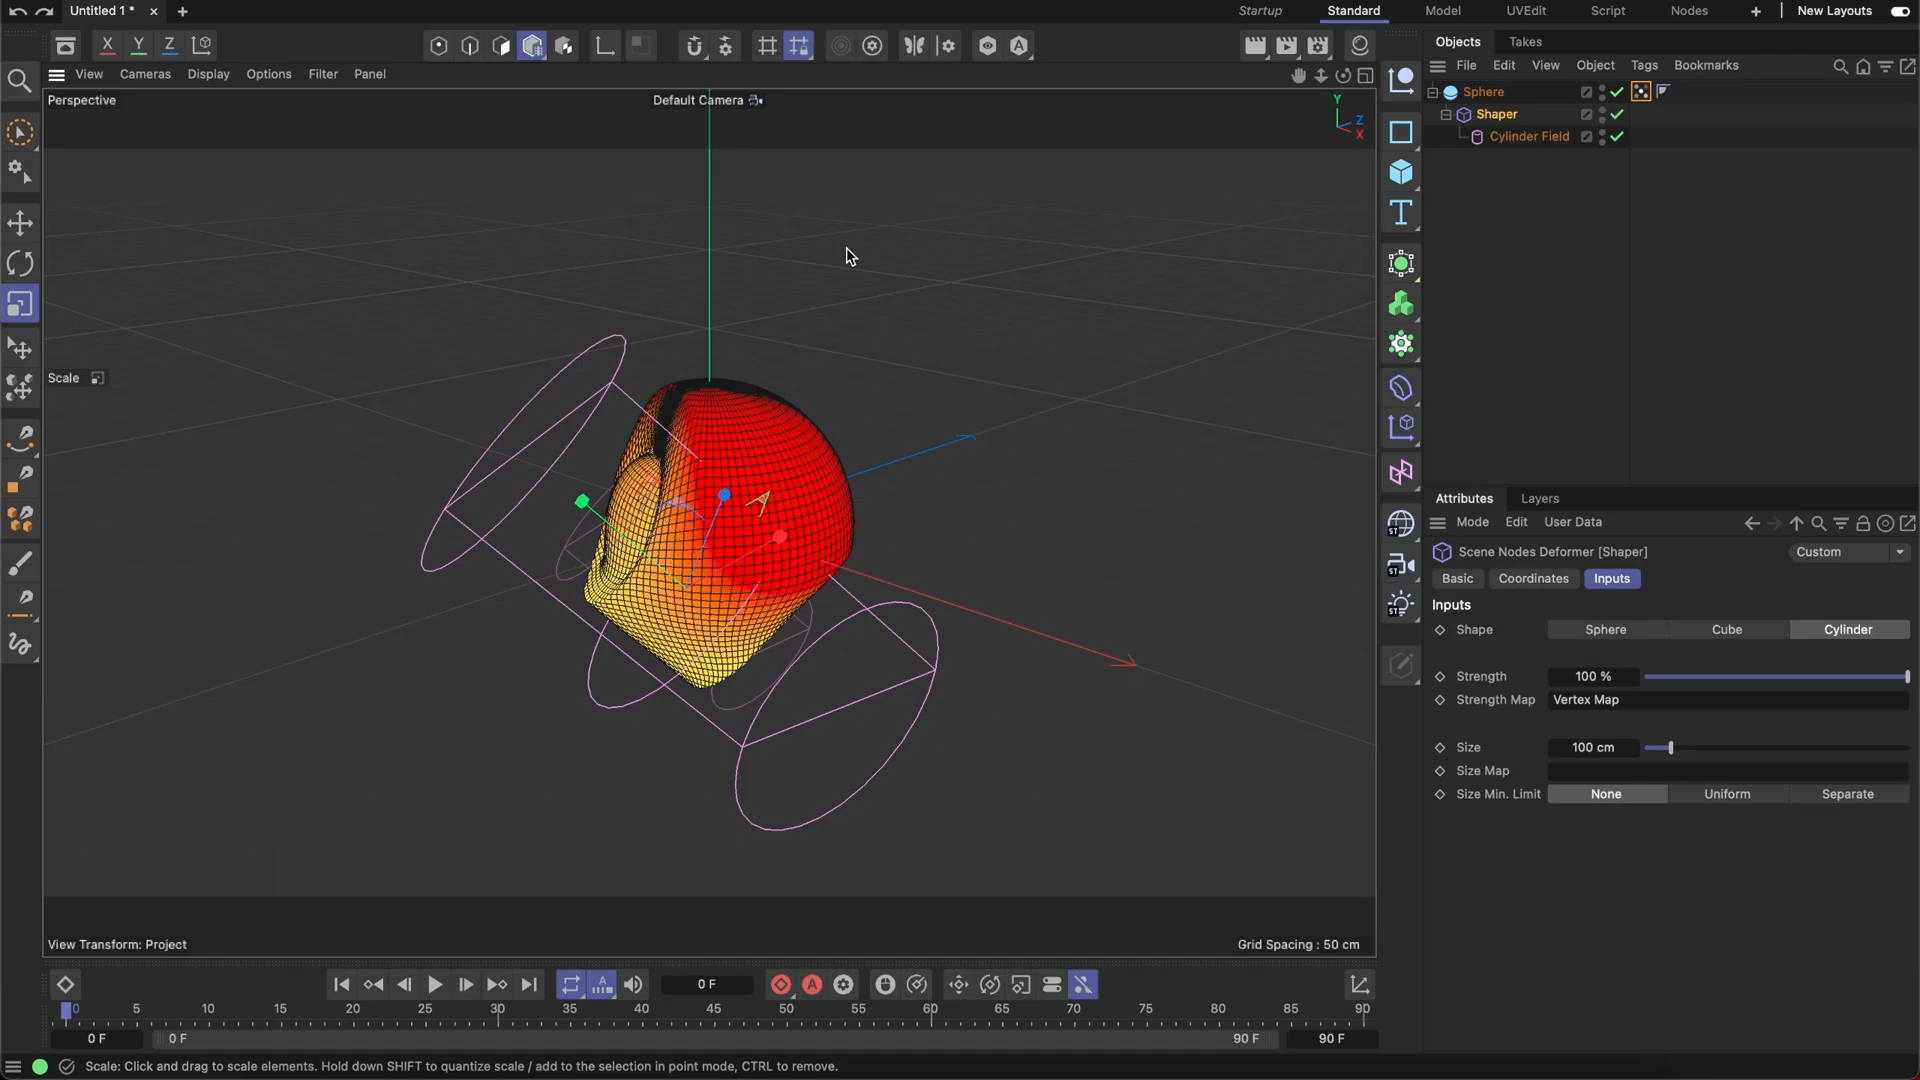 Untitled 1 *
Startup
Standard
Model
UVEdit
Script
Nodes
New Layouts
X
Y
Z
View
Cameras
Display
Options
Filter
Panel
Perspective
Default Camera
Y
Z
X
Scale
View Transform: Project
Grid Spacing : 50 cm
Objects
Takes
File
Edit
View
Object
Tags
Bookmarks
Sphere
Shaper
Cylinder Field
T
ST
ST
ST
Attributes
Layers
Mode
Edit
User Data
Scene Nodes Deformer [Shaper]
Custom
Basic
Coordinates
Inputs
Inputs
Shape
Sphere
Cube
Cylinder
Strength
100 %
Strength Map
Vertex Map
Size
100 cm
Size Map
Size Min. Limit
None
Uniform
Separate
0 F
0 5 10 15 20 25 30 35 40 45 50 55 60 65 70 75 80 85 90
0 F
0 F
90 F
90 F
Scale: Click and drag to scale elements. Hold down SHIFT to quantize scale / add to the selection in point mode, CTRL to remove.